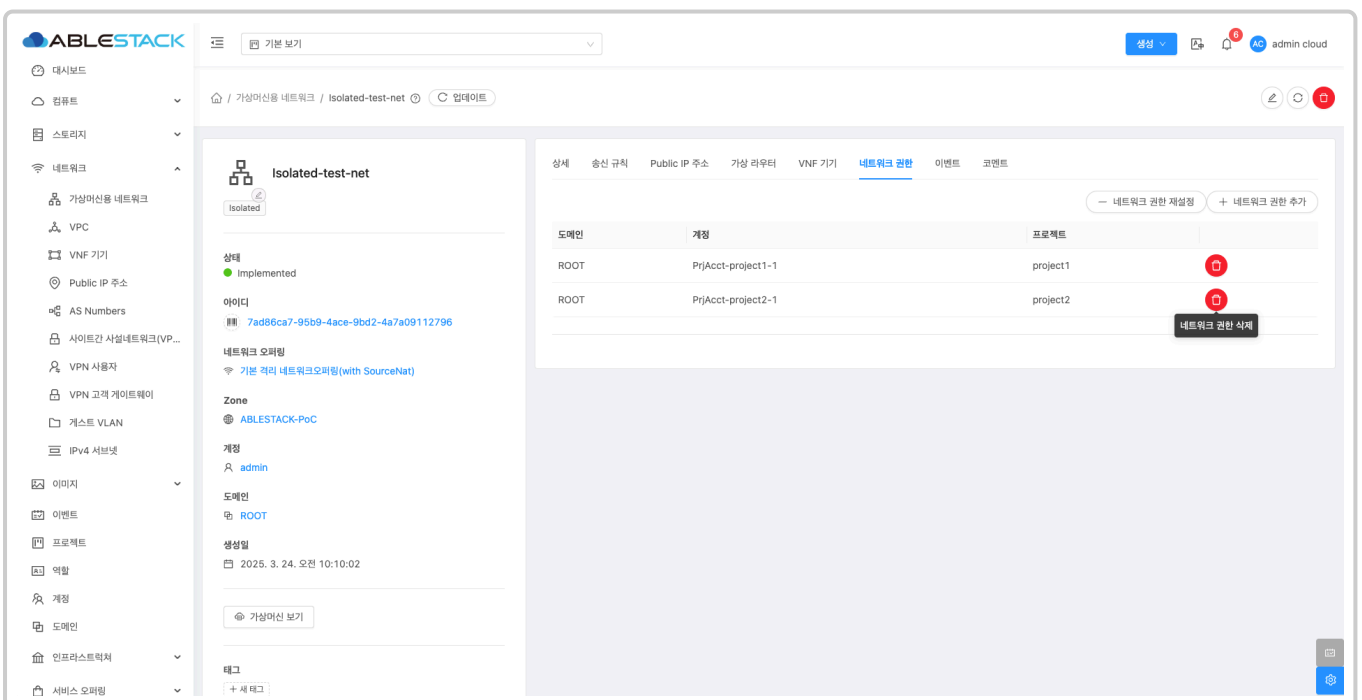 ABLESTACK
기본 보기
생성
6
AC
admin cloud
대시보드
컴퓨트
스토리지
네트워크
가상머신용 네트워크
VPC
VNF 기기
Public IP 주소
AS Numbers
사이트간 사설네트워크(VP...
VPN 사용자
VPN 고객 게이트웨이
게스트 VLAN
IPv4 서브넷
이미지
이벤트
프로젝트
역할
계정
도메인
인프라스트럭쳐
서비스 오퍼링
/ 가상머신용 네트워크 / Isolated-test-net
업데이트
Isolated-test-net
Isolated
상태
Implemented
아이디
7ad86ca7-95b9-4ace-9bd2-4a7a09112796
네트워크 오퍼링
기본 격리 네트워크오퍼링(with SourceNat)
Zone
ABLESTACK-PoC
계정
admin
도메인
ROOT
생성일
2025. 3. 24. 오전 10:10:02
가상머신 보기
태그
+ 새 태그
상세 송신 규칙 Public IP 주소 가상 라우터 VNF 기기 네트워크 권한 이벤트 코멘트
네트워크 권한 재설정
네트워크 권한 추가
도메인 계정 프로젝트
ROOT PrjAcct-project1-1 project1
ROOT PrjAcct-project2-1 project2
네트워크 권한 삭제